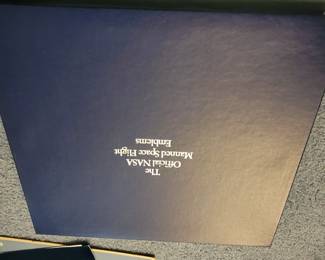 The
Official NASA
Manned Space Flight
Emblems